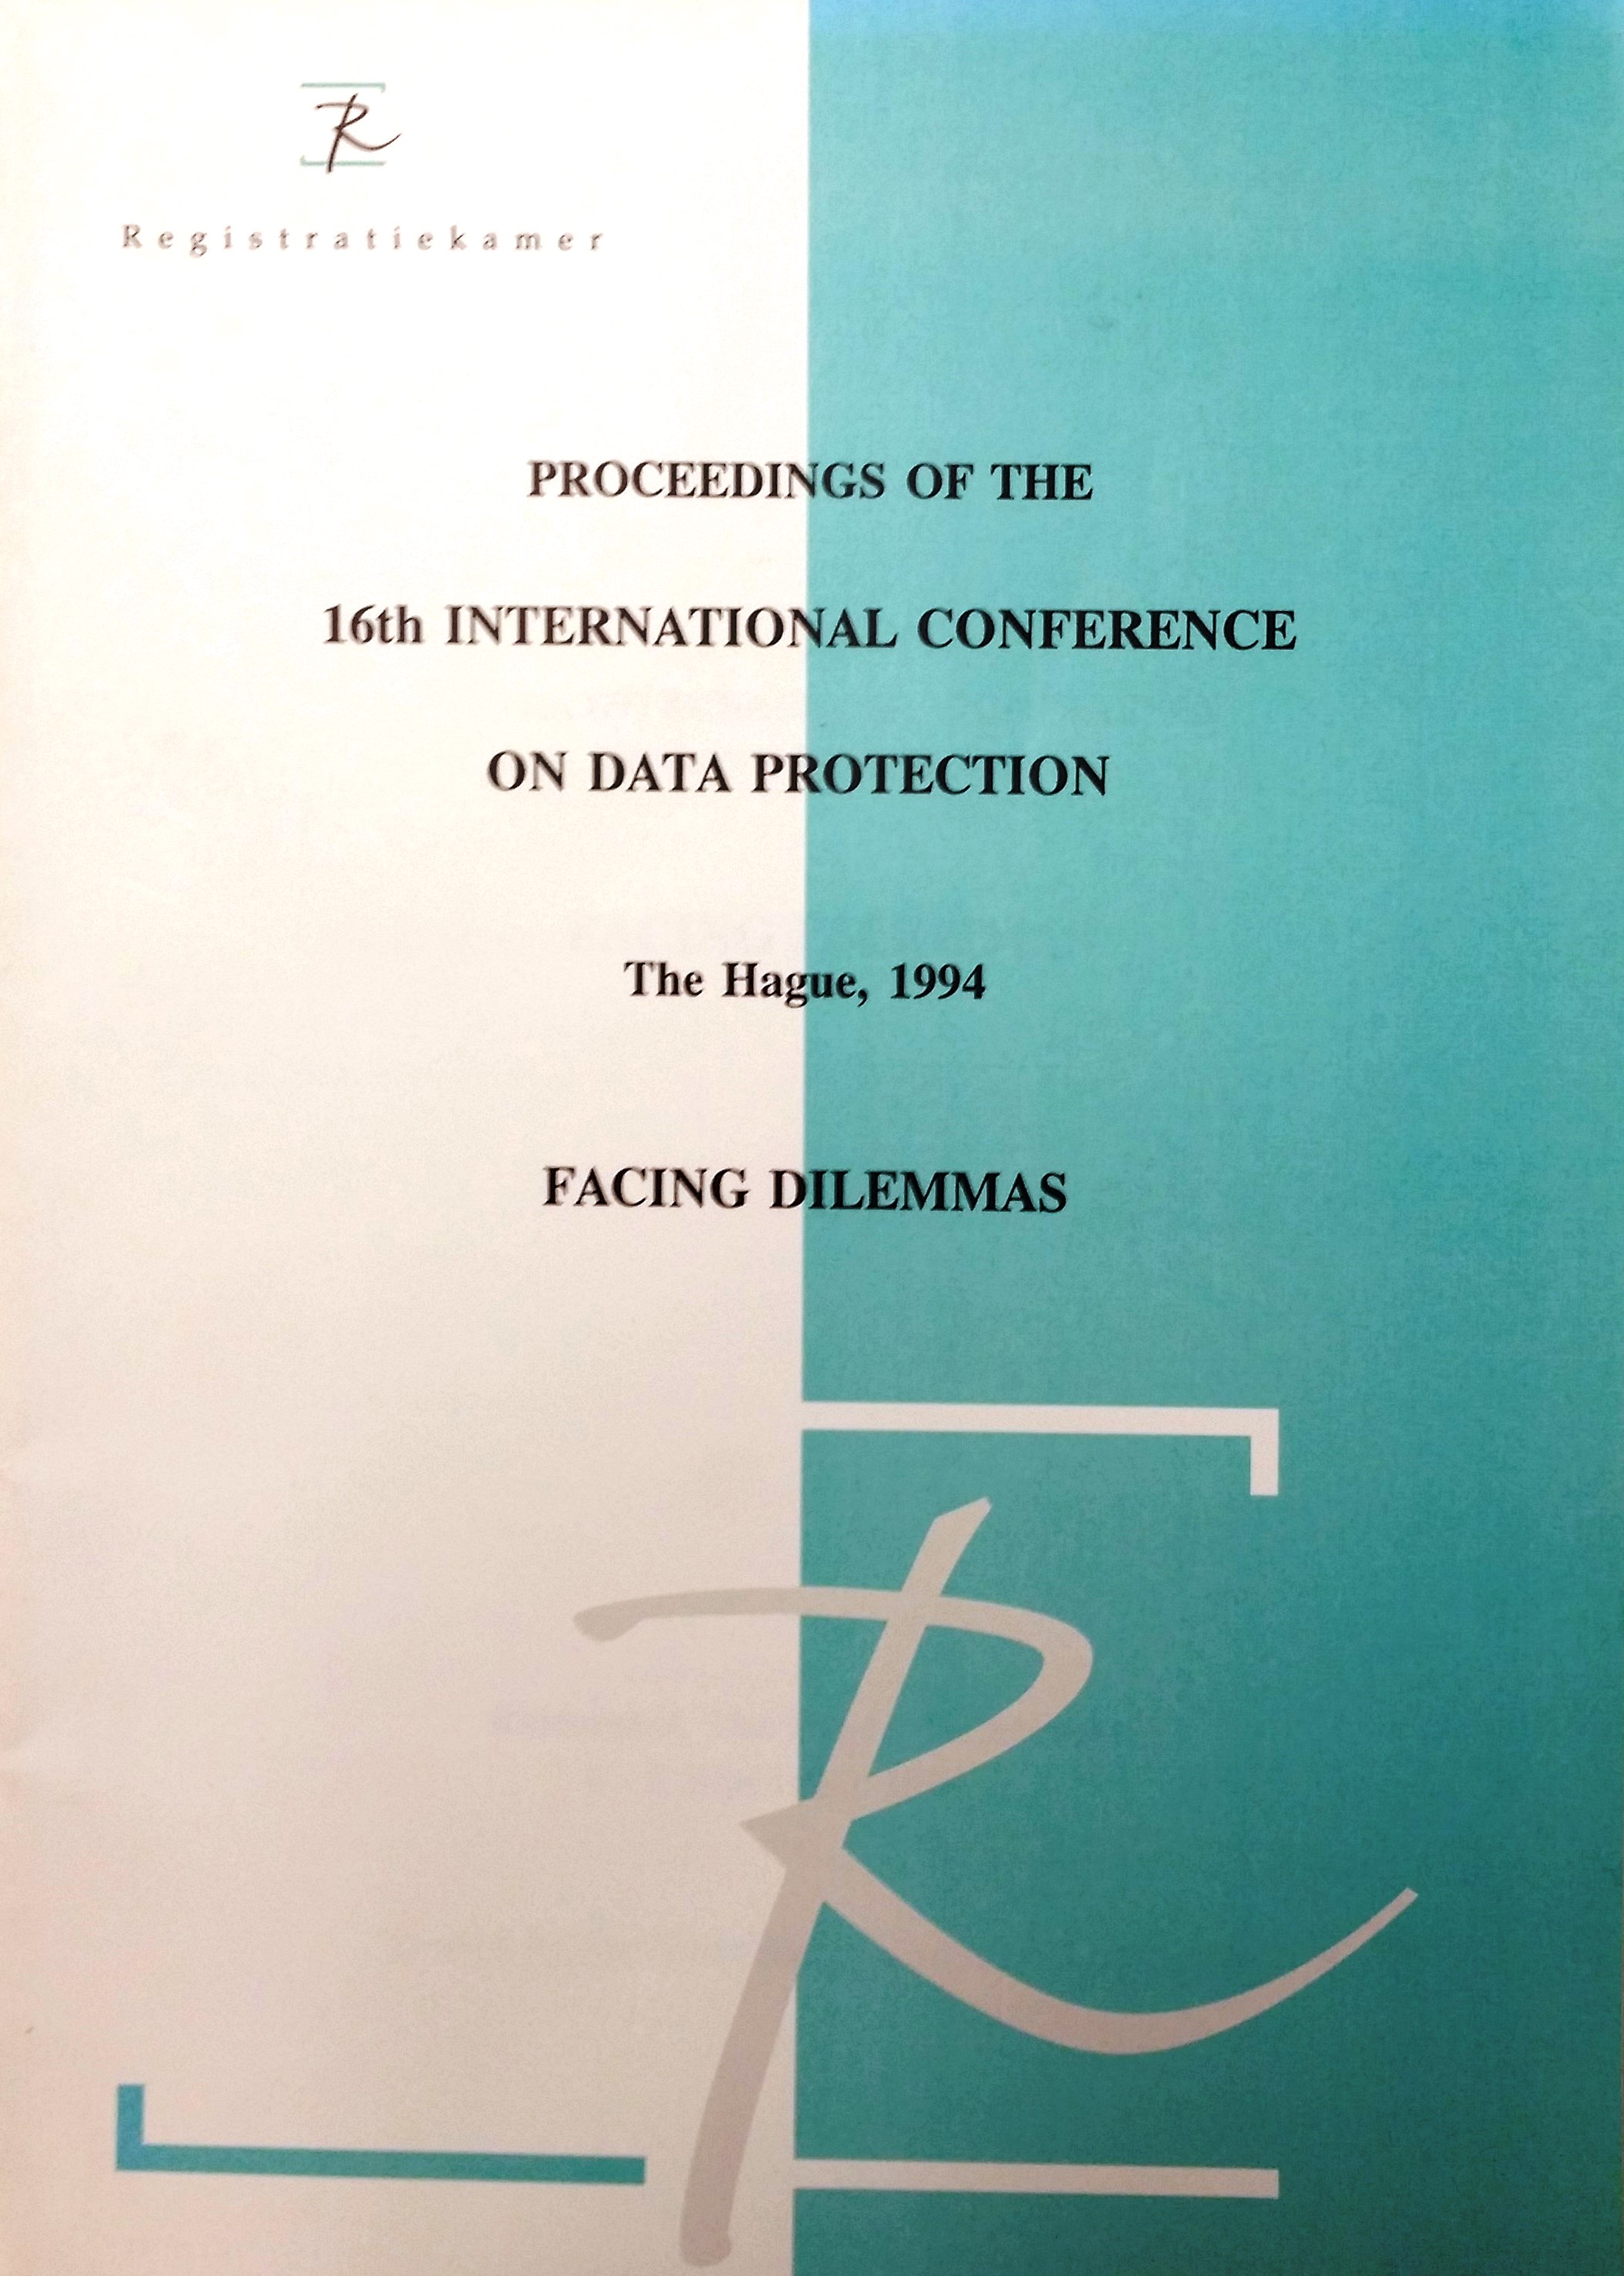 R
Registratiekamer
PROCEEDINGS OF THE
16th INTERNATIONAL CONFERENCE
ON DATA PROTECTION
The Hague, 1994
FACING DILEMMAS
R